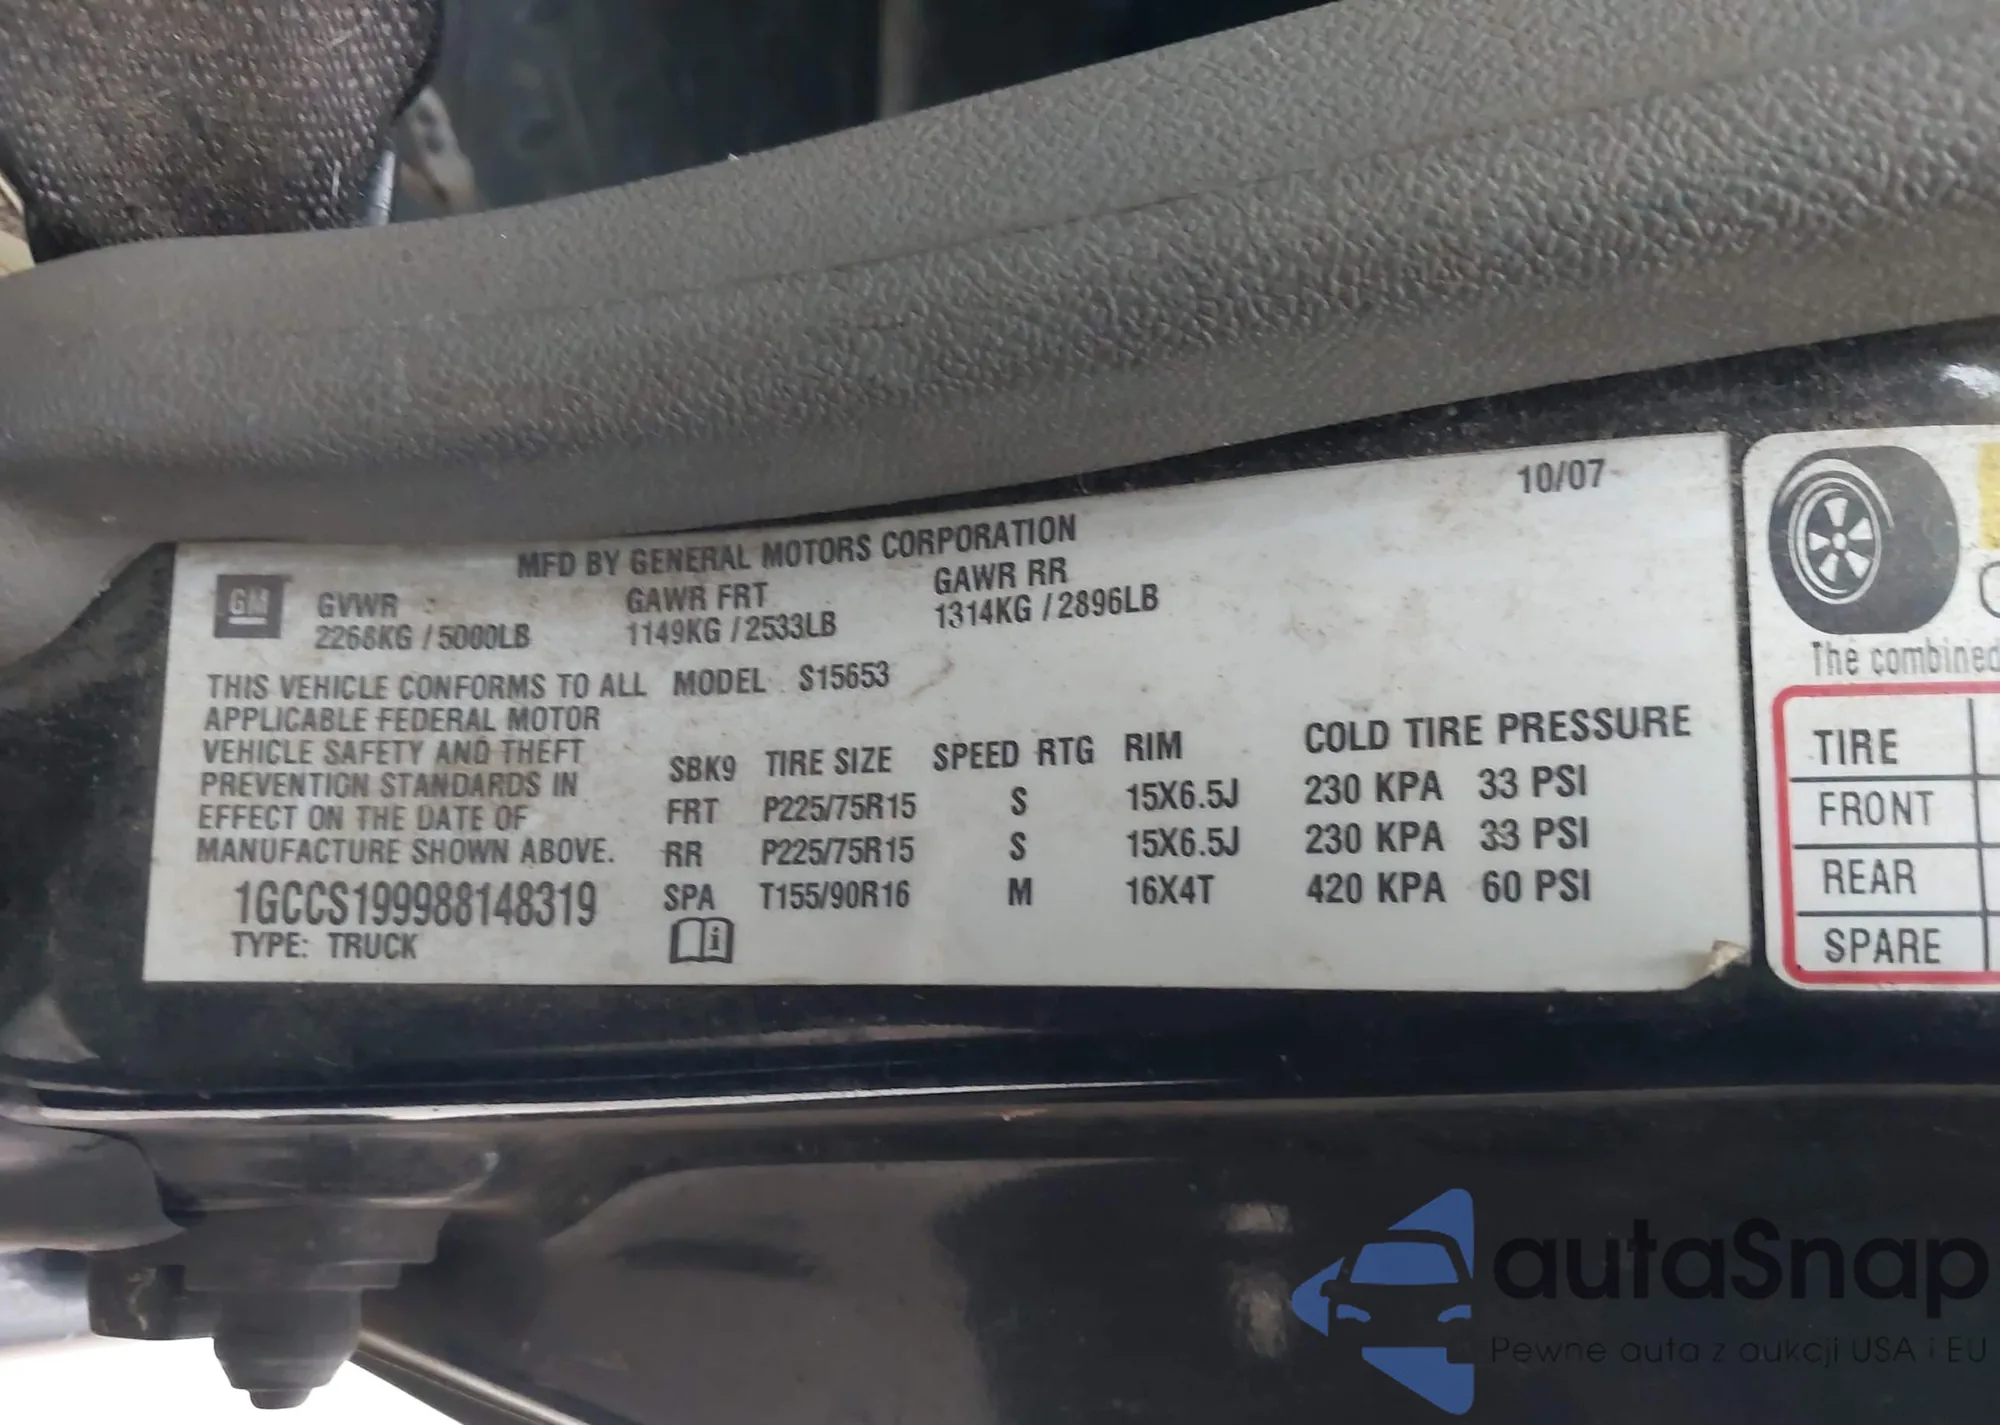 10/07
MFD BY GENERAL MOTORS CORPORATION
GM
GVWR GAWR FRT GAWR RR
2268KG / 5000LB 1149KG / 2533LB 1314KG / 2896LB
THIS VEHICLE CONFORMS TO ALL MODEL S15653
APPLICABLE FEDERAL MOTOR
VEHICLE SAFETY AND THEFT
PREVENTION STANDARDS IN
EFFECT ON THE DATE OF
MANUFACTURE SHOWN ABOVE.
1GCCS199988148319
TYPE: TRUCK
SBK9 TIRE SIZE SPEED RTG RIM COLD TIRE PRESSURE
FRT P225/75R15 S 15X6.5J 230 KPA 33 PSI
RR P225/75R15 S 15X6.5J 230 KPA 33 PSI
SPA T155/90R16 M 16X4T 420 KPA 60 PSI
i
The combined
TIRE
FRONT
REAR
SPARE
autaSnap
Pewne auta z aukcji USA i EU